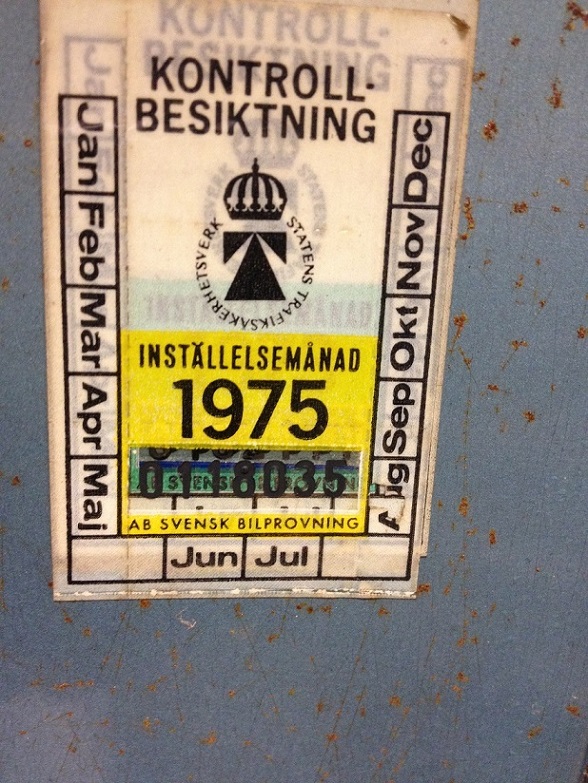 KONTROLL-
BESIKTNING
STATENS TRAFIKSÄKERHETSVERK
INSTÄLLELSEMÅNAD
1975
0118035
AB SVENSK BILPROVNING
Jan
Feb
Mar
Apr
Maj
Jun
Jul
Aug
Sep
Okt
Nov
Dec